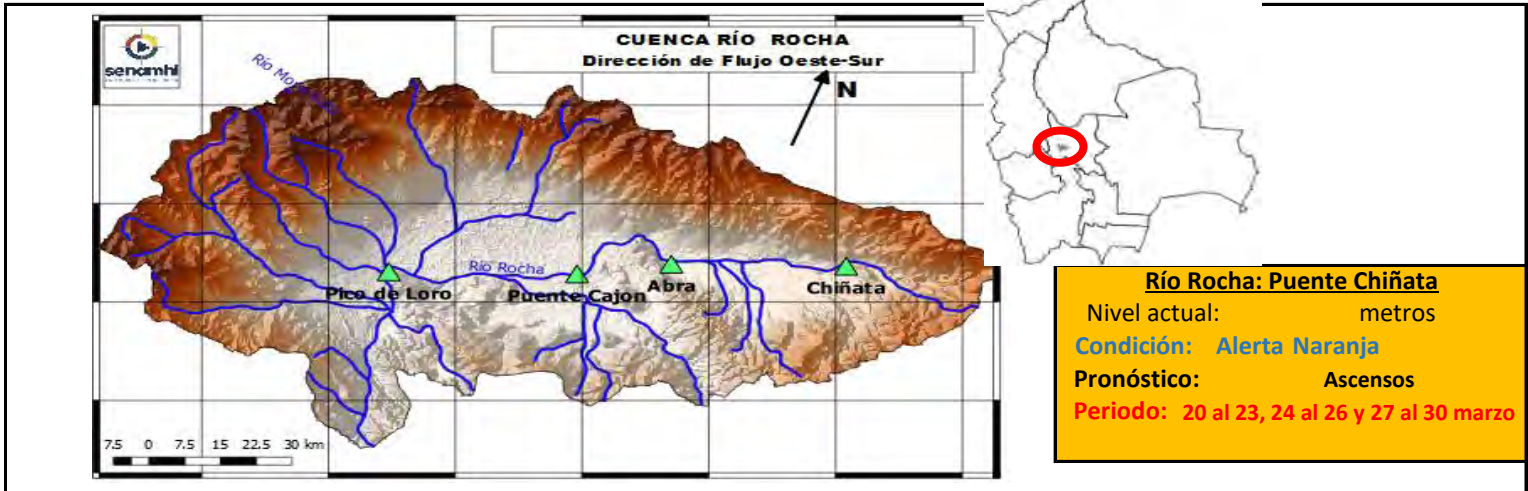 senamhi
CUENCA RÍO ROCHA
Dirección de Flujo Oeste-Sur
N
Río
Río Rocha
Pico de Loro
Puente Cajon
Abra
Chiñata
7.5 0 7.5 15 22.5 30 km
Río Rocha: Puente Chiñata
Nivel actual: metros
Condición: Alerta Naranja
Pronóstico: Ascensos
Periodo: 20 al 23, 24 al 26 y 27 al 30 marzo